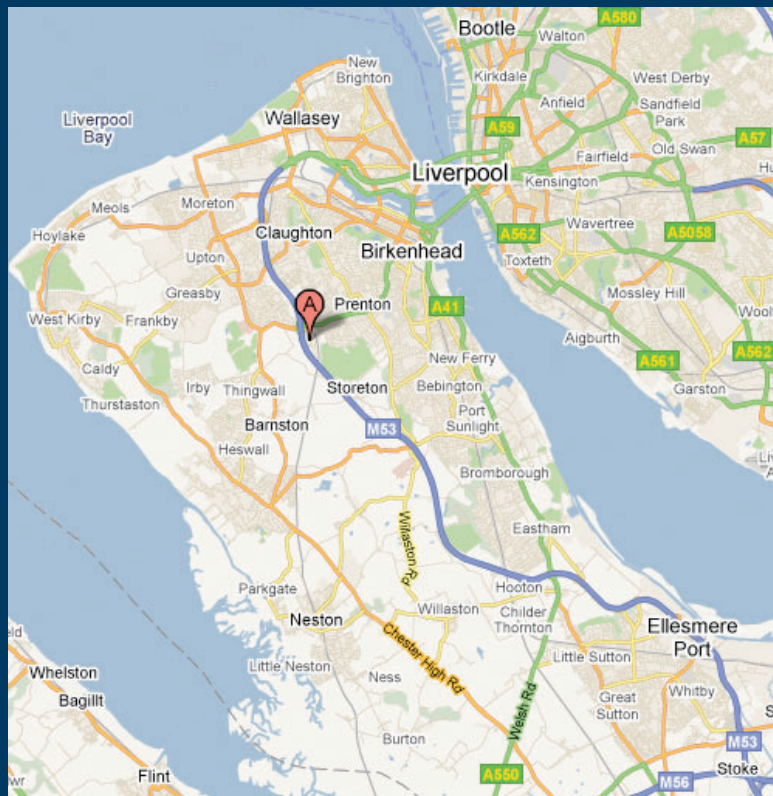 A580
Bootle
Walton
New
Brighton
Kirkdale
West Derby
Liverpool
Bay
Wallasey
Anfield
Sandfield
Park
A59
A57
Old Swan
Fairfield
Liverpool
Kensington
Meols
Moreton
Claughton
Hoylake
A562
Wavertree
A5058
Birkenhead
Upton
Toxteth
Greasby
Mossley Hill
A
Prenton
A41
West Kirby
Frankby
Aigburth
A562
New Ferry
A561
Caldy
Irby
Thingwall
Storeton
Bebington
Garston
Thurstaston
Port
Sunlight
Barnston
M53
Heswall
Bromborough
Willaston Rd
Eastham
Parkgate
Hooton
Neston
Willaston
Childer
Thornton
Ellesmere
Port
Chester High Rd
Little Neston
Little Sutton
Whelston
Ness
Welsh Rd
Whitby
Bagillt
Great
Sutton
Burton
M53
Flint
A550
M56
Stoke